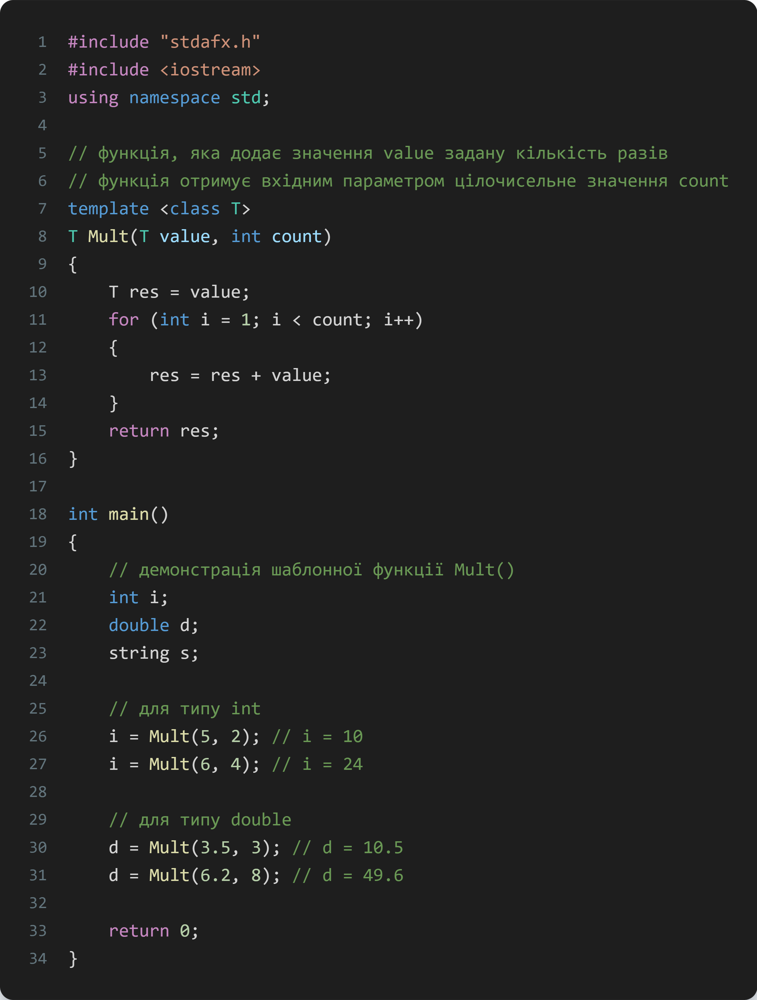 1 #include "stdafx.h"
2 #include <iostream>
3 using namespace std;
4
5 // функція, яка додає значення value задану кількість разів
6 // функція отримує вхідним параметром цілочисельне значення count
7 template <class T>
8 T Mult(T value, int count)
9 {
10     T res = value;
11     for (int i = 1; i < count; i++)
12     {
13         res = res + value;
14     }
15     return res;
16 }
17
18 int main()
19 {
20     // демонстрація шаблонної функції Mult()
21     int i;
22     double d;
23     string s;
24
25     // для типу int
26     i = Mult(5, 2); // i = 10
27     i = Mult(6, 4); // i = 24
28
29     // для типу double
30     d = Mult(3.5, 3); // d = 10.5
31     d = Mult(6.2, 8); // d = 49.6
32
33     return 0;
34 }